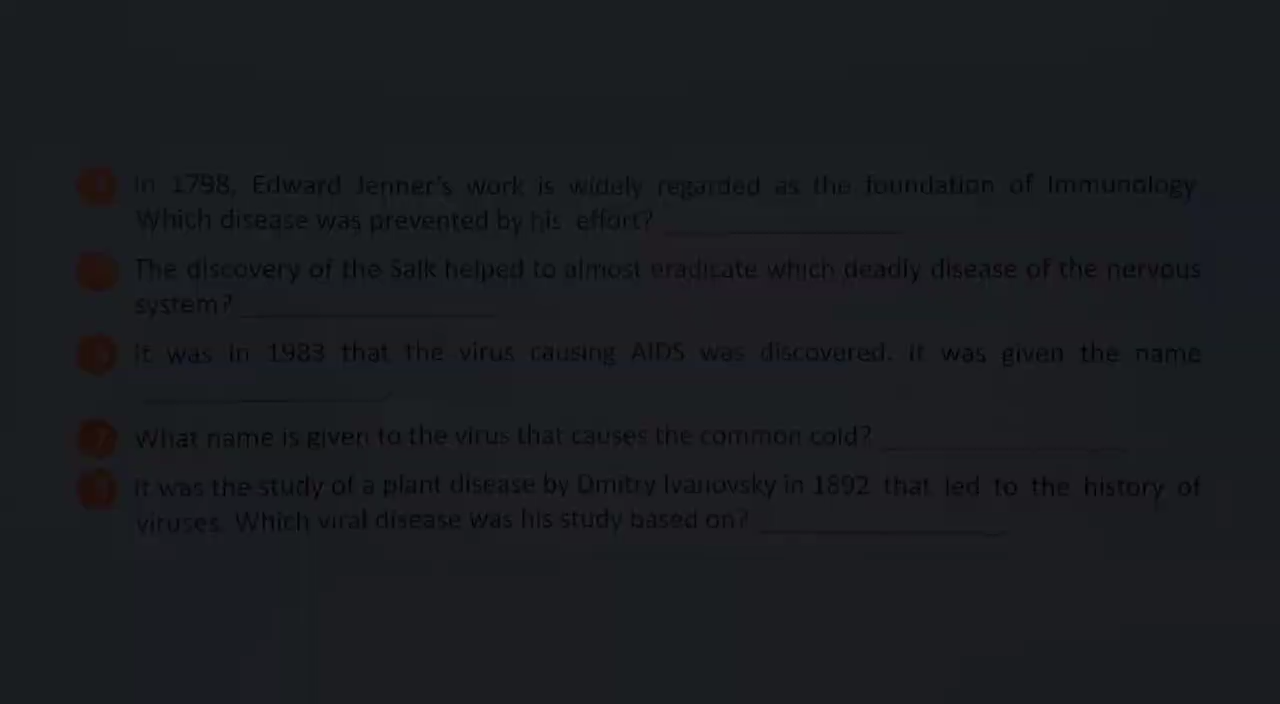 In 1798, Edward Jenner's work is widely regarded as the foundation of Immunology.
Which disease was prevented by his effort?
The discovery of the Salk helped to almost eradicate which deadly disease of the nervous
system?
It was in 1983 that the virus causing AIDS was discovered. It was given the name
What name is given to the virus that causes the common cold?
It was the study of a plant disease by Dmitry Ivanovsky in 1892 that led to the history of
viruses. Which viral disease was his study based on?